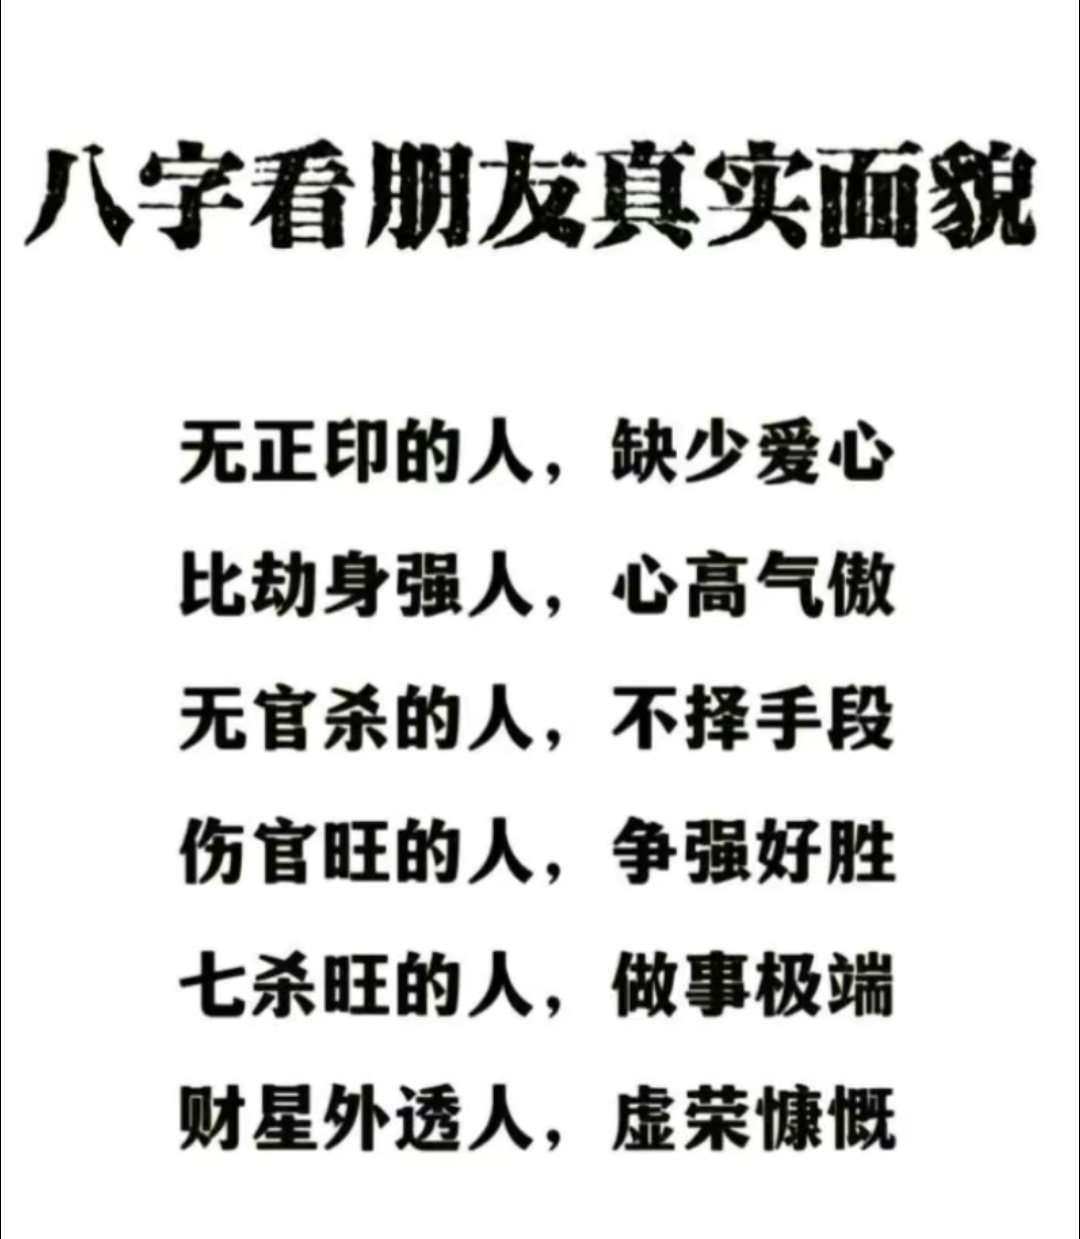 八字看朋友真实面貌
无正印的人，缺少爱心
比劫身强人，心高气傲
无官杀的人，不择手段
伤官旺的人，争强好胜
七杀旺的人，做事极端
财星外透人，虚荣慷慨